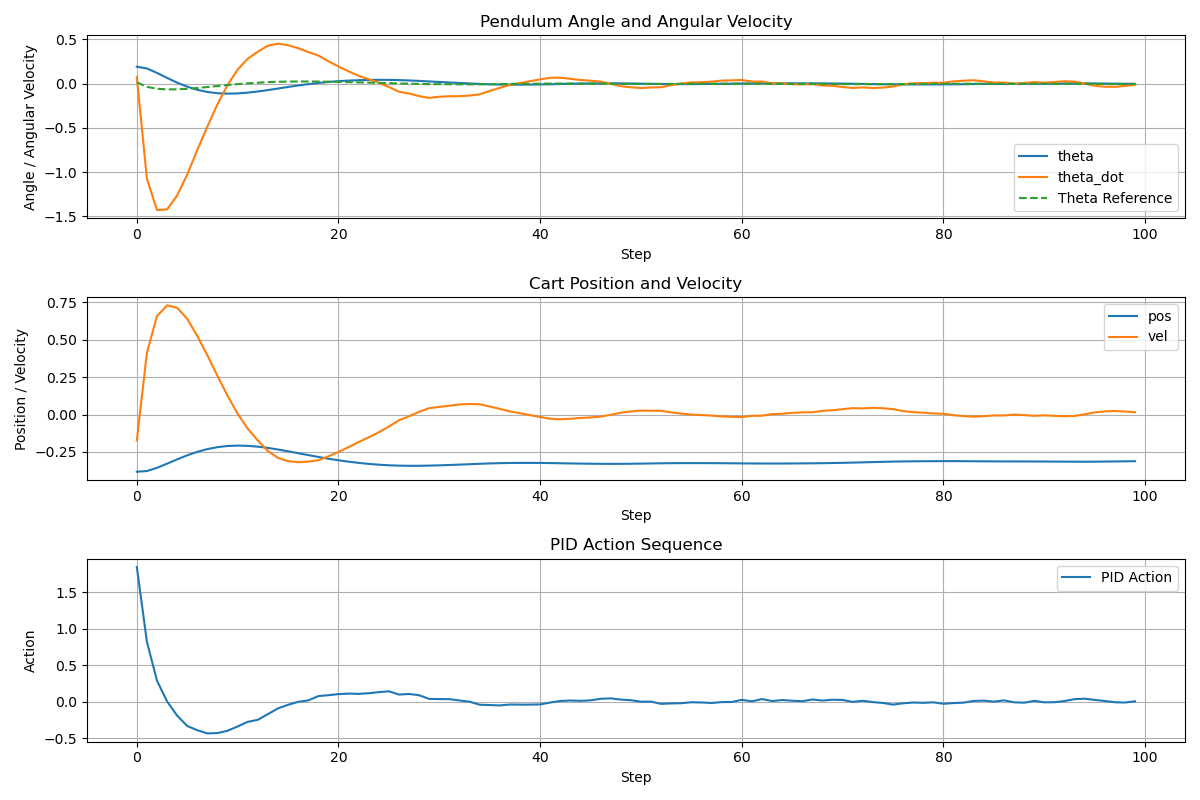 Pendulum Angle and Angular Velocity
Angle / Angular Velocity
0.5
0.0
−0.5
−1.0
−1.5
theta
theta_dot
Theta Reference
0 20 40 60 80 100
Step
Cart Position and Velocity
Position / Velocity
0.75
0.50
0.25
0.00
−0.25
pos
vel
0 20 40 60 80 100
Step
PID Action Sequence
Action
1.5
1.0
0.5
0.0
−0.5
PID Action
0 20 40 60 80 100
Step